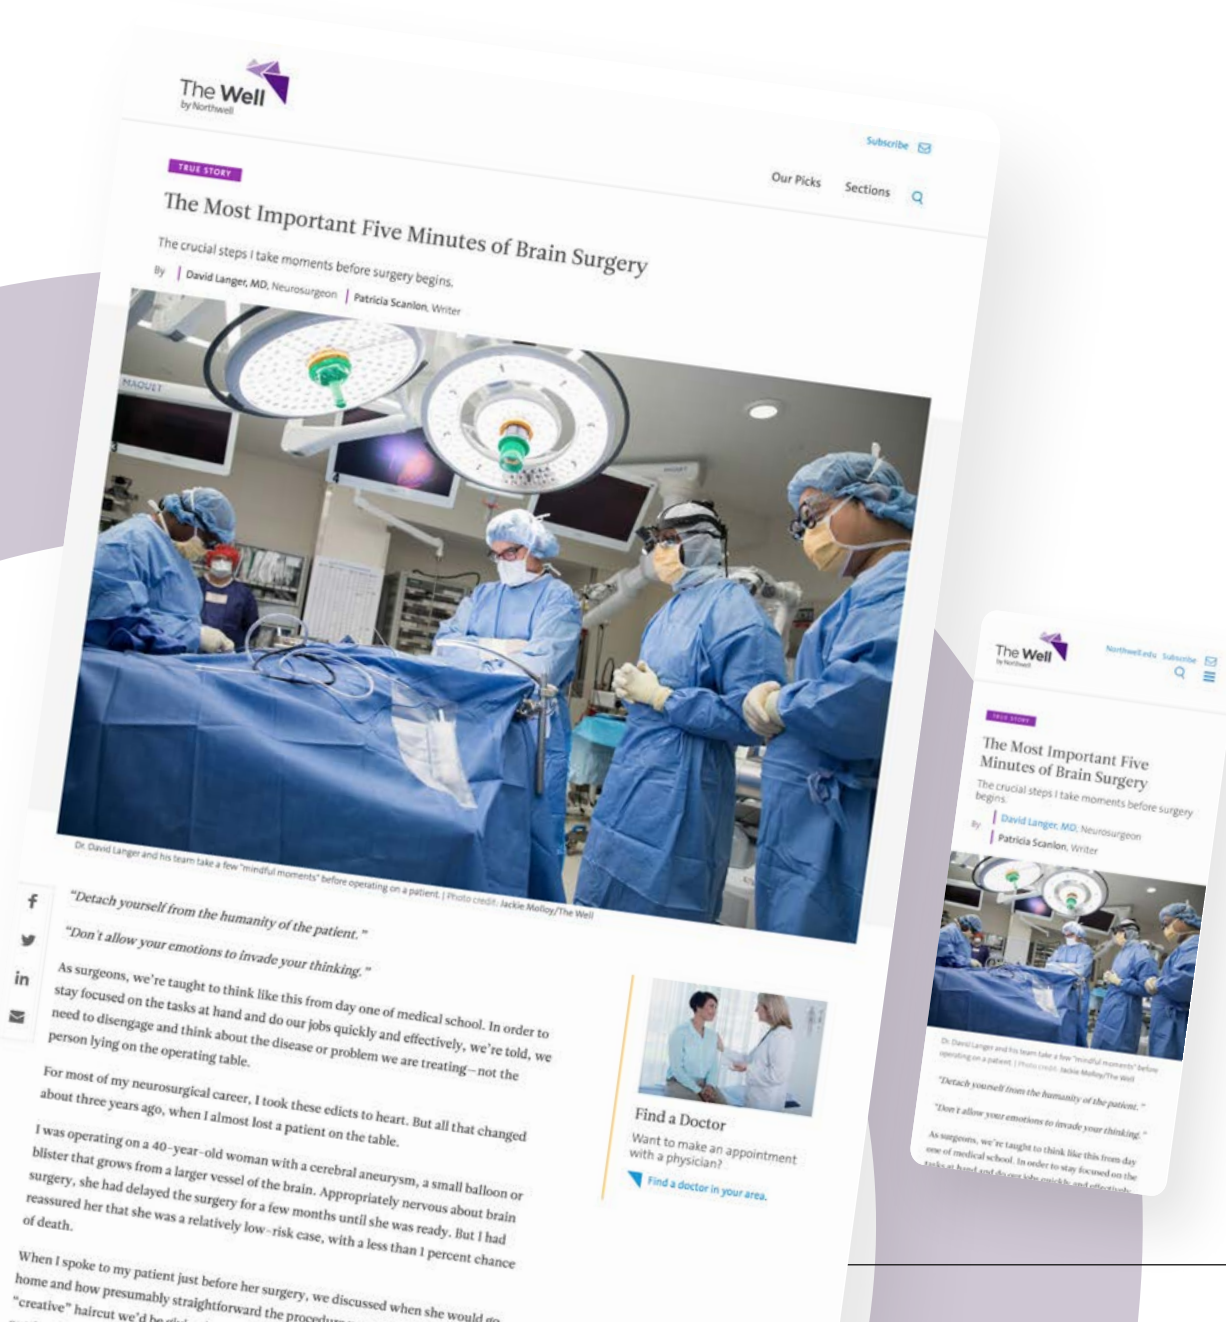 The Well
by Northwell
Subscribe
Our Picks Sections
TRUE STORY
The Most Important Five Minutes of Brain Surgery
The crucial steps I take moments before surgery begins.
By David Langer, MD, Neurosurgeon Patricia Scanlon, Writer
MAQUET
Dr. David Langer and his team take a few "mindful moments" before operating on a patient. | Photo credit: Jackie Molloy/The Well
"Detach yourself from the humanity of the patient."
"Don't allow your emotions to invade your thinking."
As surgeons, we're taught to think like this from day one of medical school. In order to
stay focused on the tasks at hand and do our jobs quickly and effectively, we're told, we
need to disengage and think about the disease or problem we are treating—not the
person lying on the operating table.
For most of my neurosurgical career, I took these edicts to heart. But all that changed
about three years ago, when I almost lost a patient on the table.
I was operating on a 40-year-old woman with a cerebral aneurysm, a small balloon or
blister that grows from a larger vessel of the brain. Appropriately nervous about brain
surgery, she had delayed the surgery for a few months until she was ready. But I had
reassured her that she was a relatively low-risk case, with a less than 1 percent chance
of death.
When I spoke to my patient just before her surgery, we discussed when she would go
home and how presumably straightforward the procedure
"creative" haircut we'd be
Find a Doctor
Want to make an appointment
with a physician?
Find a doctor in your area.
The Well
by Northwell
Northwell.edu Subscribe
TRUE STORY
The Most Important Five
Minutes of Brain Surgery
The crucial steps I take moments before surgery
begins.
By David Langer, MD, Neurosurgeon
Patricia Scanlon, Writer
Dr. David Langer and his team take a few "mindful moments" before
operating on a patient. | Photo credit: Jackie Molloy/The Well
"Detach yourself from the humanity of the patient."
"Don't allow your emotions to invade your thinking."
As surgeons, we're taught to think like this from day
one of medical school. In order to stay focused on the
tasks at hand and do our jobs quickly and effectively,